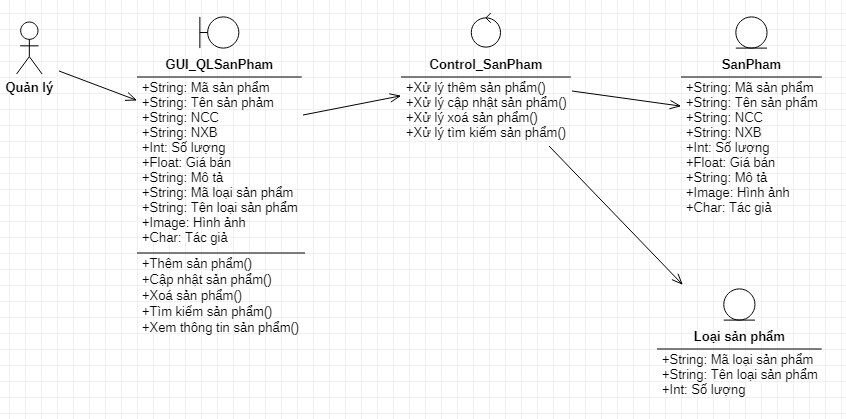 Quản lý
GUI_QLSanPham
+String: Mã sản phẩm
+String: Tên sản phảm
+String: NCC
+String: NXB
+Int: Số lượng
+Float: Giá bán
+String: Mô tả
+String: Mã loại sản phẩm
+String: Tên loại sản phẩm
+Image: Hình ảnh
+Char: Tác giả
+Thêm sản phẩm()
+Cập nhật sản phẩm()
+Xoá sản phẩm()
+Tìm kiếm sản phẩm()
+Xem thông tin sản phẩm()
Control_SanPham
+Xử lý thêm sản phẩm()
+Xử lý cập nhật sản phẩm()
+Xử lý xoá sản phẩm()
+Xử lý tìm kiếm sản phẩm()
SanPham
+String: Mã sản phẩm
+String: Tên sản phẩm
+String: NCC
+String: NXB
+Int: Số lượng
+Float: Giá bán
+String: Mô tả
+Image: Hình ảnh
+Char: Tác giả
Loại sản phẩm
+String: Mã loại sản phẩm
+String: Tên loại sản phẩm
+Int: Số lượng